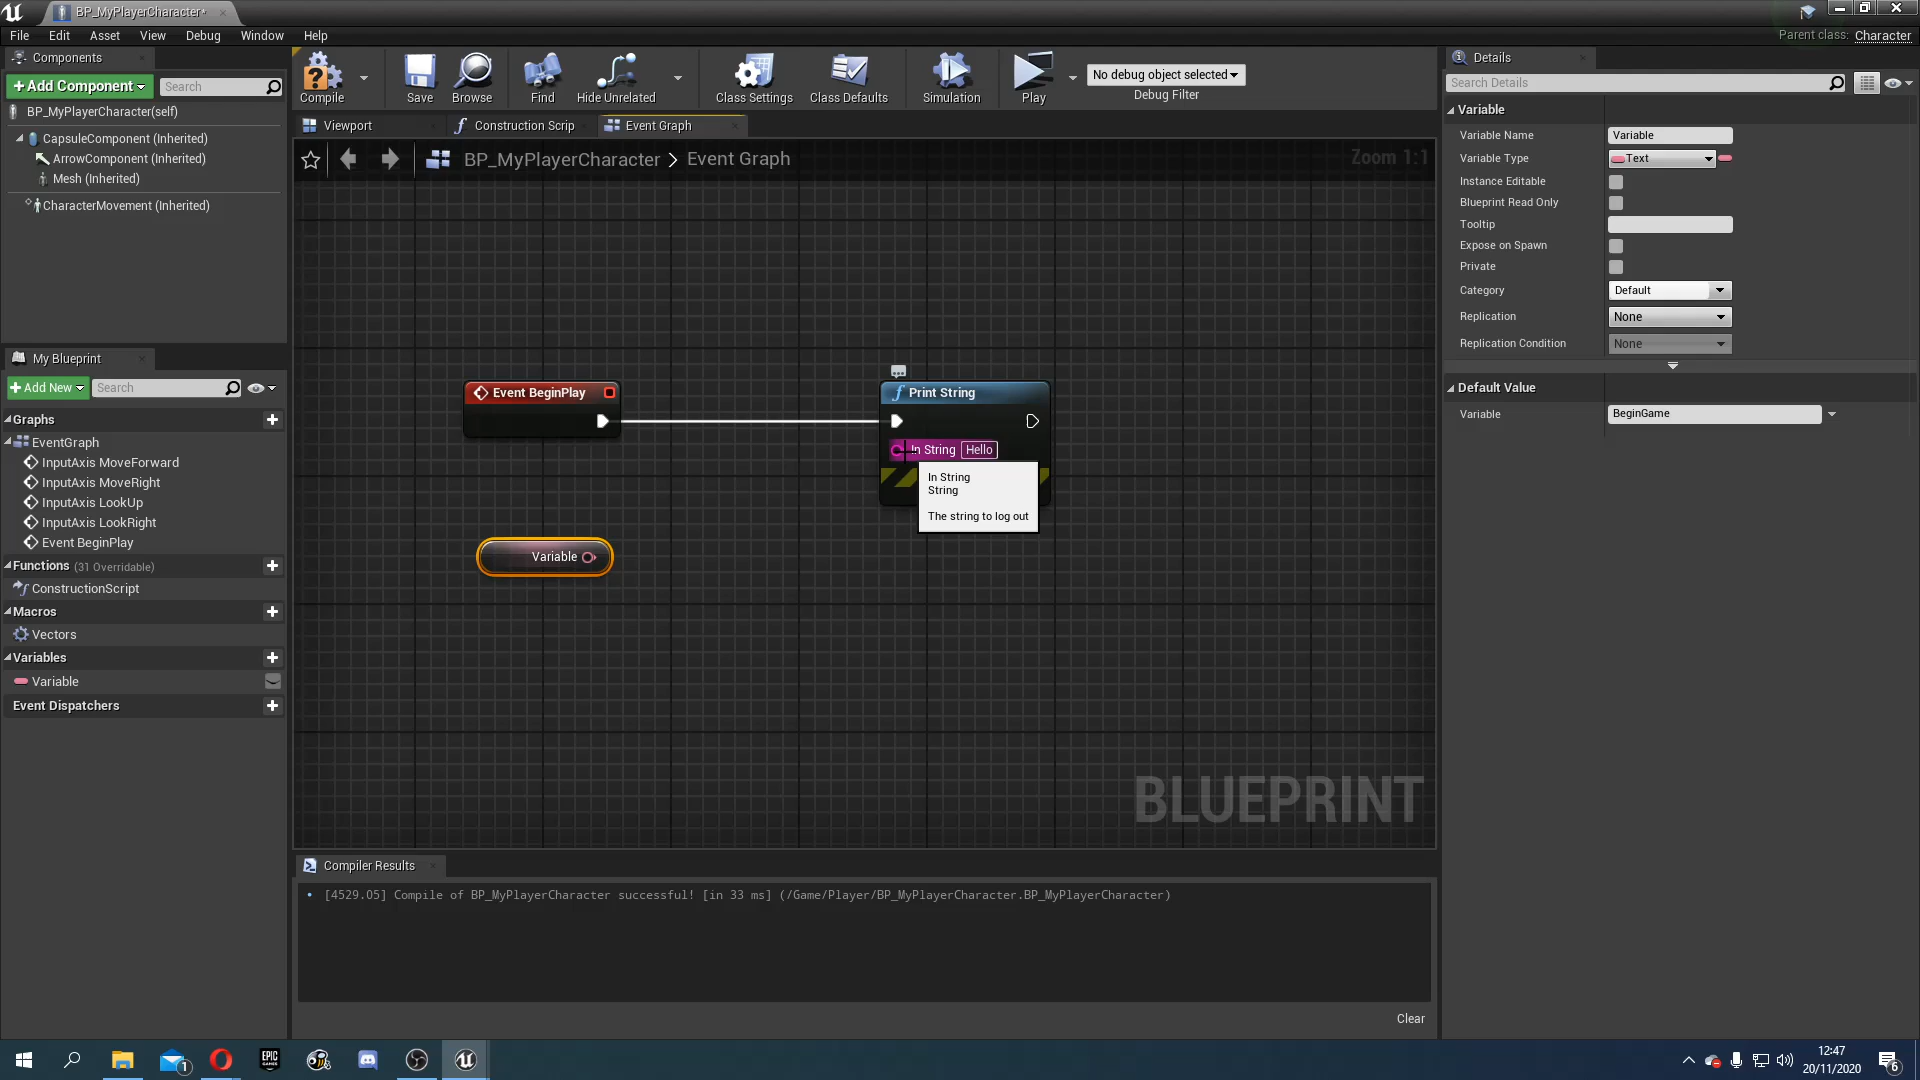 BP_MyPlayerCharacter*
File Edit Asset View Debug Window Help
Parent class: Character
Components
+Add Component
Search
BP_MyPlayerCharacter(self)
CapsuleComponent (Inherited)
ArrowComponent (Inherited)
Mesh (Inherited)
CharacterMovement (Inherited)
My Blueprint
+Add New
Search
Graphs
EventGraph
InputAxis MoveForward
InputAxis MoveRight
InputAxis LookUp
InputAxis LookRight
Event BeginPlay
Functions (31 Overridable)
ConstructionScript
Macros
Vectors
Variables
Variable
Event Dispatchers
Compile Save Browse Find Hide Unrelated Class Settings Class Defaults Simulation Play
No debug object selected
Debug Filter
Viewport
Construction Scrip
Event Graph
BP_MyPlayerCharacter > Event Graph
Zoom 1:1
Event BeginPlay
Print String
In String Hello
In String
String
The string to log out
Variable
BLUEPRINT
Compiler Results
• [4529.05] Compile of BP_MyPlayerCharacter successful! [in 33 ms] (/Game/Player/BP_MyPlayerCharacter.BP_MyPlayerCharacter)
Clear
Details
Search Details
Variable
Variable Name Variable
Variable Type Text
Instance Editable
Blueprint Read Only
Tooltip
Expose on Spawn
Private
Category Default
Replication None
Replication Condition None
Default Value
Variable BeginGame
1
EPIC GAMES
12:47
20/11/2020
6